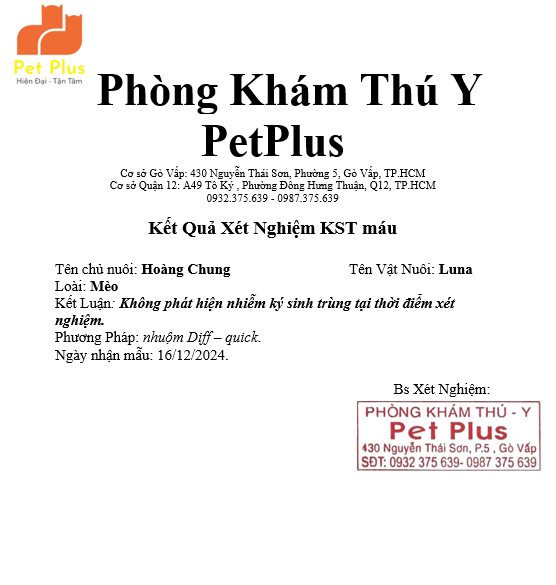 Pet Plus
Hiện Đại - Tận Tâm
Phòng Khám Thú Y
PetPlus
Cơ sở Gò Vấp: 430 Nguyễn Thái Sơn, Phường 5, Gò Vấp, TP.HCM
Cơ sở Quận 12: A49 Tô Ký , Phường Đông Hưng Thuận, Q12, TP.HCM
0932.375.639 - 0987.375.639
Kết Quả Xét Nghiệm KST máu
Tên chủ nuôi: Hoàng Chung Tên Vật Nuôi: Luna
Loài: Mèo
Kết Luận: Không phát hiện nhiễm ký sinh trùng tại thời điểm xét
nghiệm.
Phương Pháp: nhuộm Diff – quick.
Ngày nhận mẫu: 16/12/2024.
Bs Xét Nghiệm:
PHÒNG KHÁM THÚ - Y
Pet Plus
430 Nguyễn Thái Sơn, P.5 , Gò Vấp
SĐT: 0932 375 639- 0987 375 639